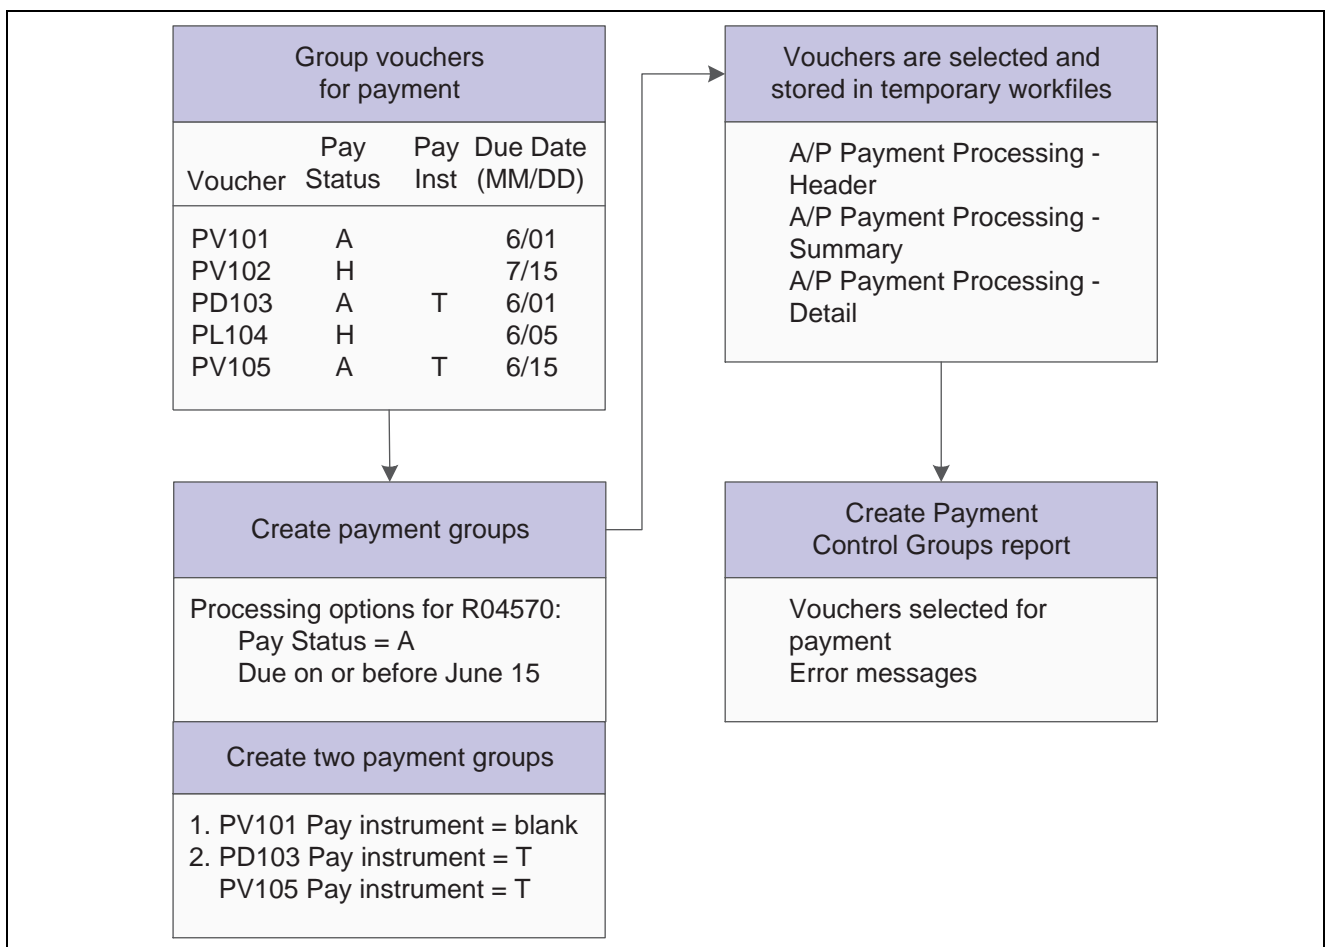 Group vouchers
for payment
Pay Pay Due Date
Voucher Status Inst (MM/DD)
PV101 A 6/01
PV102 H 7/15
PD103 A T 6/01
PL104 H 6/05
PV105 A T 6/15
Create payment groups
Processing options for R04570:
Pay Status = A
Due on or before June 15
Create two payment groups
1. PV101 Pay instrument = blank
2. PD103 Pay instrument = T
PV105 Pay instrument = T
Vouchers are selected and
stored in temporary workfiles
A/P Payment Processing -
Header
A/P Payment Processing -
Summary
A/P Payment Processing -
Detail
Create Payment
Control Groups report
Vouchers selected for
payment
Error messages